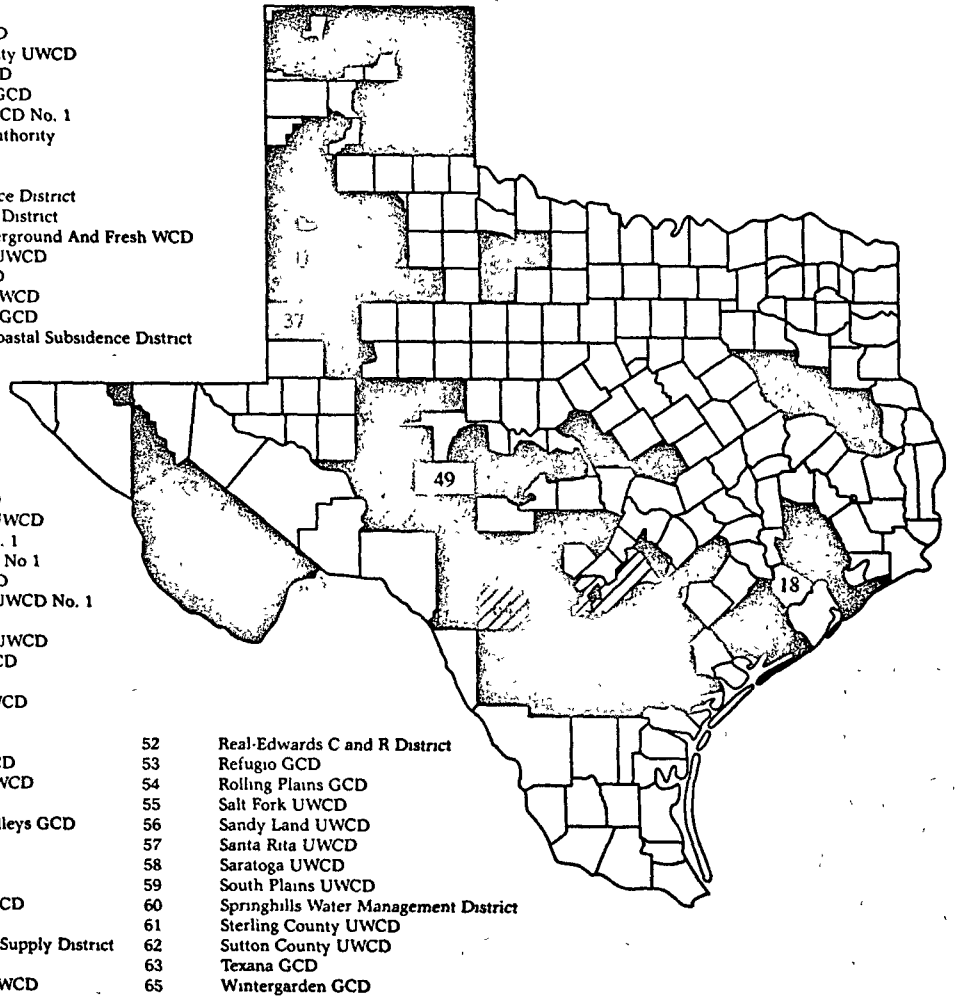 D
ty UWCD
D
GCD
CD No. 1
thority
ce District
District
erground And Fresh WCD
UWCD
D
WCD
GCD
oastal Subsidence District
37
49
18
UWCD
. 1
No 1
D
UWCD No. 1
UWCD
CD
WCD
CD
WCD
lleys GCD
CD
Supply District
WCD
52 Real-Edwards C and R District
53 Refugio GCD
54 Rolling Plains GCD
55 Salt Fork UWCD
56 Sandy Land UWCD
57 Santa Rita UWCD
58 Saratoga UWCD
59 South Plains UWCD
60 Springhills Water Management District
61 Sterling County UWCD
62 Sutton County UWCD
63 Texana GCD
65 Wintergarden GCD